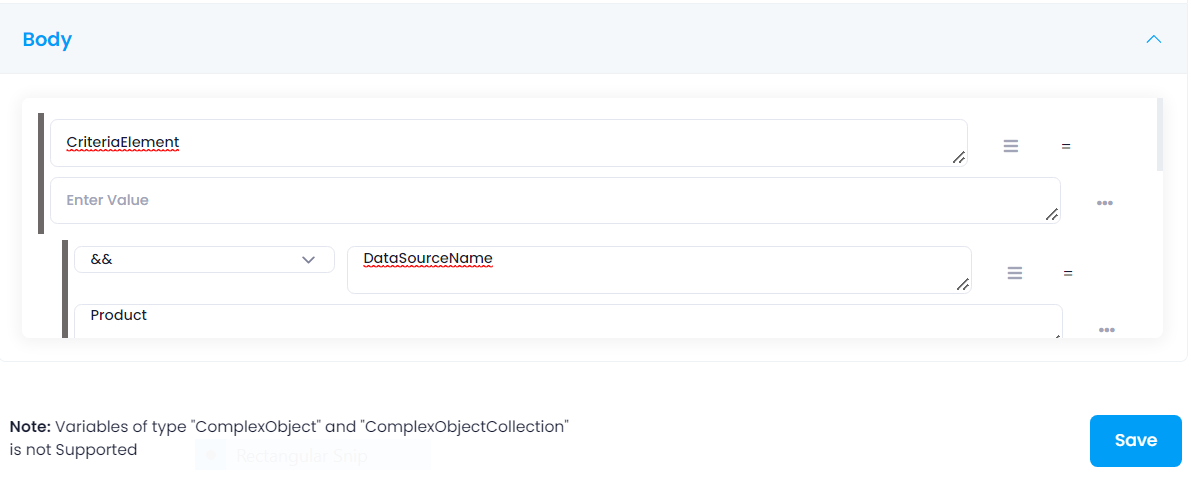 Body
CriteriaElement
=
Enter Value
&&
DataSourceName
=
Product
Note: Variables of type "ComplexObject" and "ComplexObjectCollection"
is not Supported
Rectangular Snip
Save